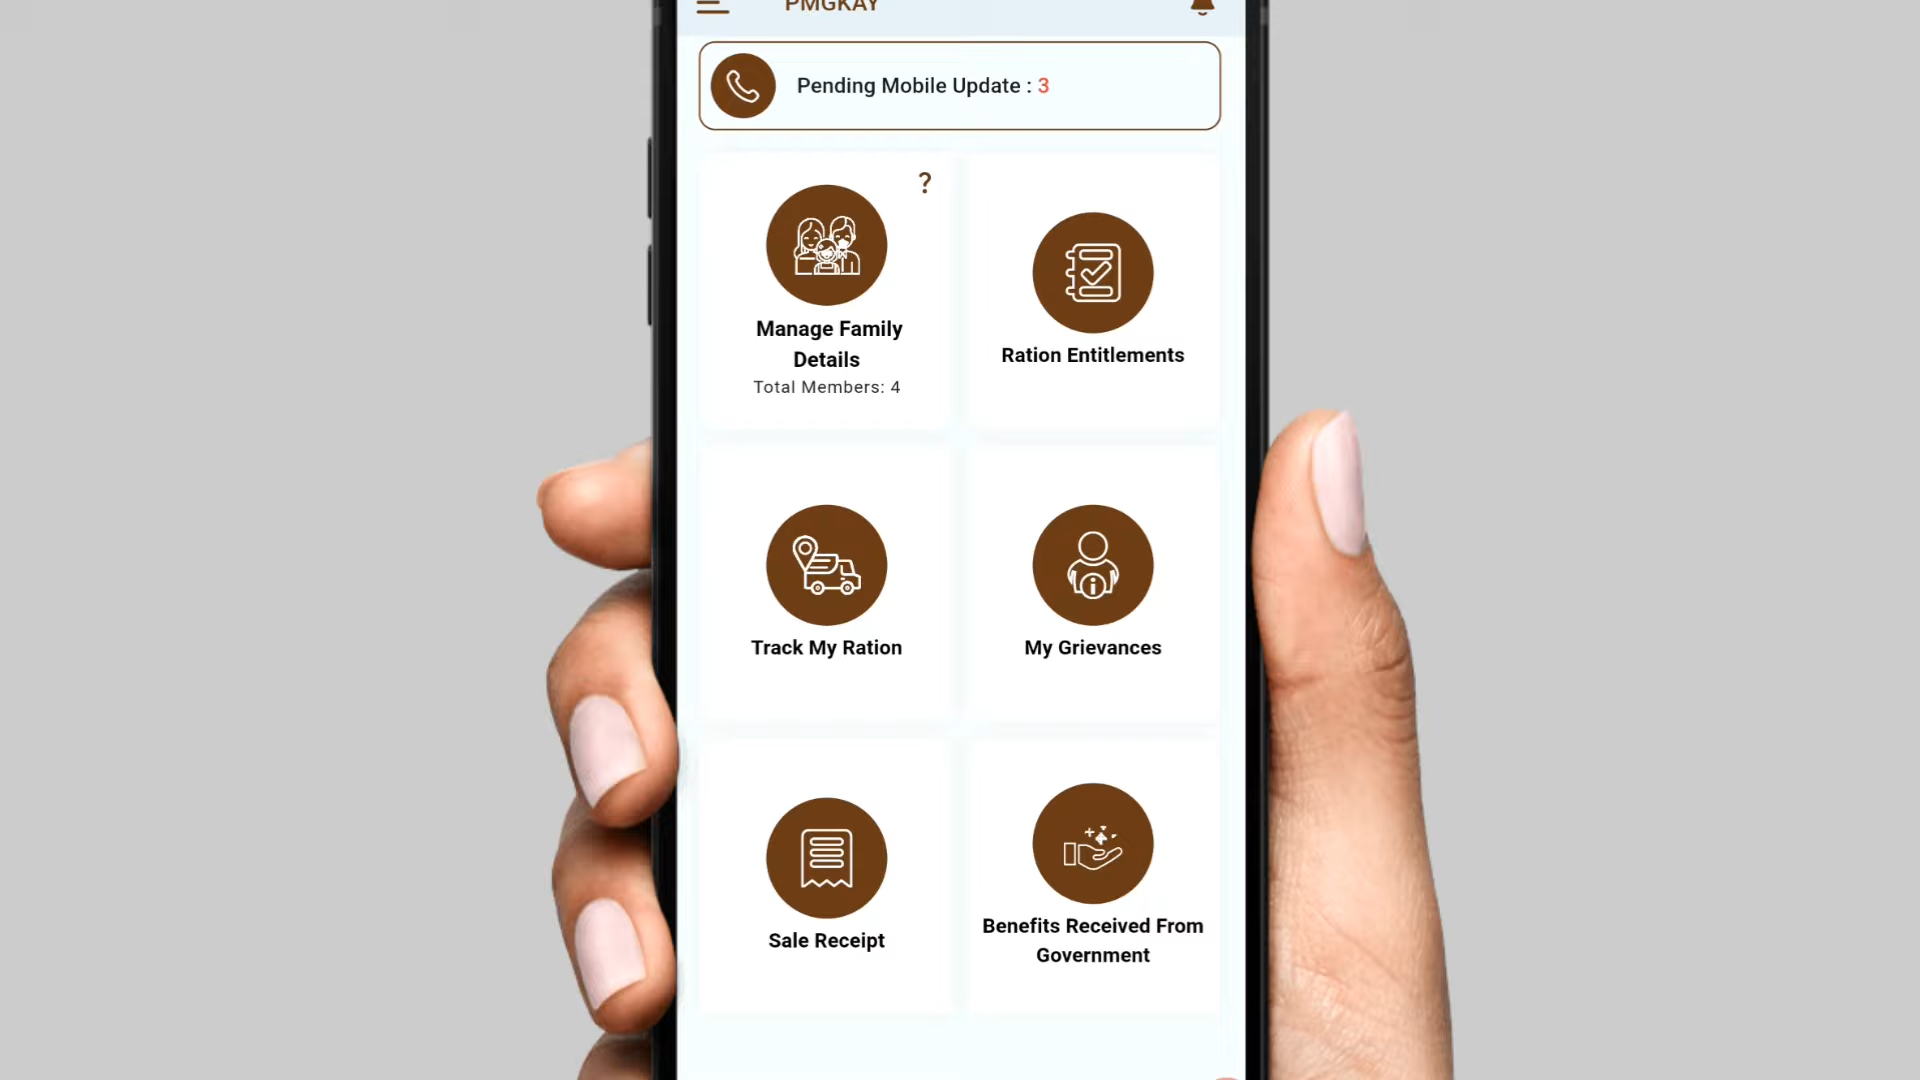 PMGKAY
Pending Mobile Update : 3
?
Manage Family
Details
Total Members: 4
Ration Entitlements
Track My Ration
My Grievances
Sale Receipt
Benefits Received From
Government